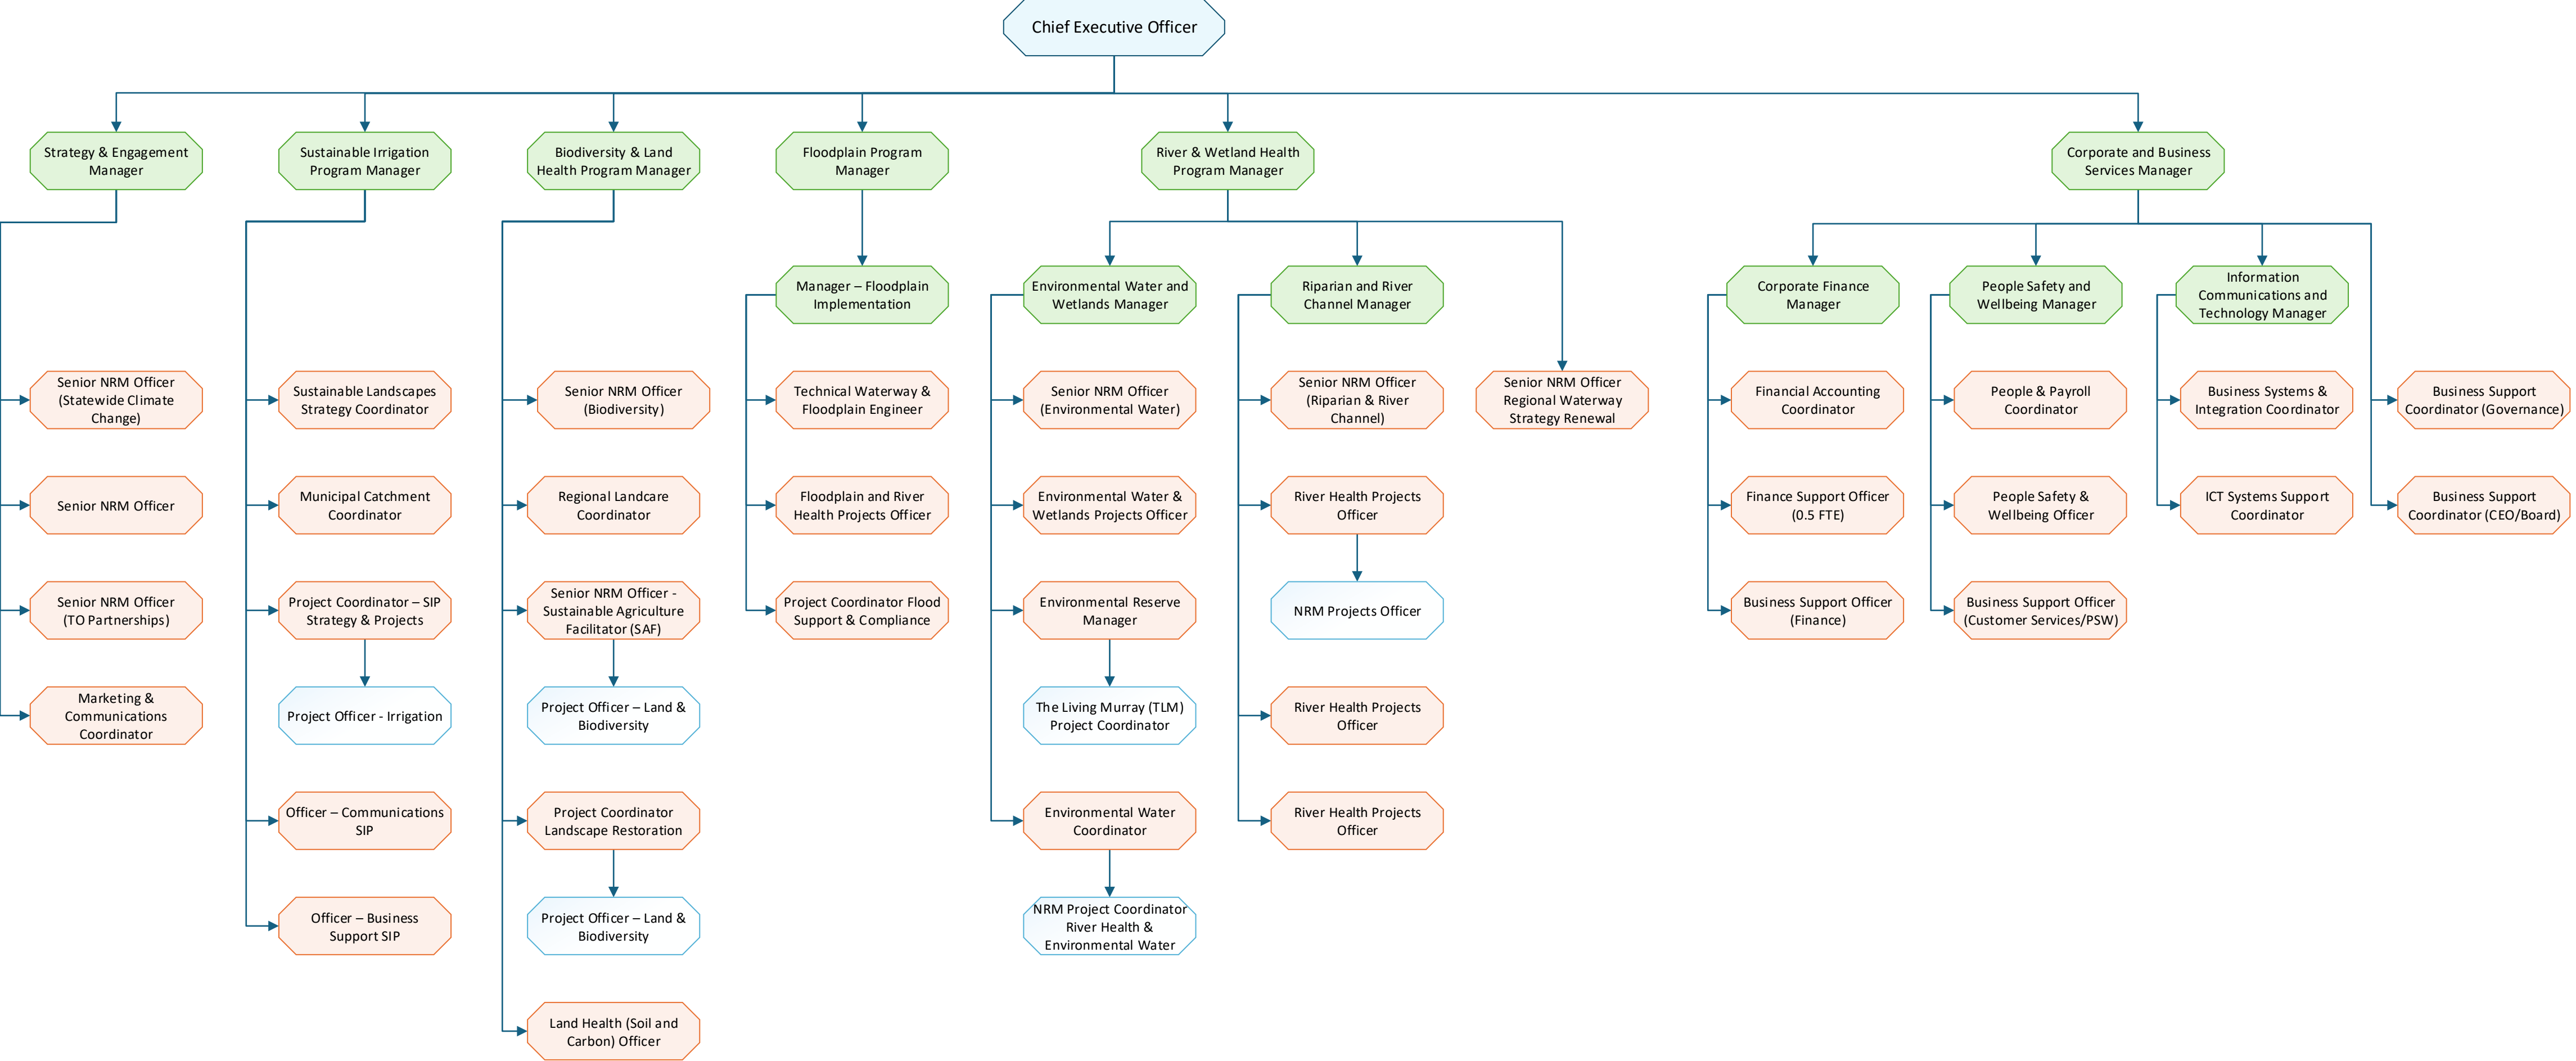 Chief Executive Officer
Strategy & Engagement
Manager
Sustainable Irrigation
Program Manager
Biodiversity & Land
Health Program Manager
Floodplain Program
Manager
River & Wetland Health
Program Manager
Corporate and Business
Services Manager
Manager – Floodplain
Implementation
Environmental Water and
Wetlands Manager
Riparian and River
Channel Manager
Corporate Finance
Manager
People Safety and
Wellbeing Manager
Information
Communications and
Technology Manager
Senior NRM Officer
(Statewide Climate
Change)
Sustainable Landscapes
Strategy Coordinator
Senior NRM Officer
(Biodiversity)
Technical Waterway &
Floodplain Engineer
Senior NRM Officer
(Environmental Water)
Senior NRM Officer
(Riparian & River
Channel)
Senior NRM Officer
Regional Waterway
Strategy Renewal
Financial Accounting
Coordinator
People & Payroll
Coordinator
Business Systems &
Integration Coordinator
Business Support
Coordinator (Governance)
Senior NRM Officer
Municipal Catchment
Coordinator
Regional Landcare
Coordinator
Floodplain and River
Health Projects Officer
Environmental Water &
Wetlands Projects Officer
River Health Projects
Officer
Finance Support Officer
(0.5 FTE)
People Safety &
Wellbeing Officer
ICT Systems Support
Coordinator
Business Support
Coordinator (CEO/Board)
Senior NRM Officer
(TO Partnerships)
Project Coordinator – SIP
Strategy & Projects
Senior NRM Officer -
Sustainable Agriculture
Facilitator (SAF)
Project Coordinator Flood
Support & Compliance
Environmental Reserve
Manager
NRM Projects Officer
Business Support Officer
(Finance)
Business Support Officer
(Customer Services/PSW)
Marketing &
Communications
Coordinator
Project Officer - Irrigation
Project Officer – Land &
Biodiversity
The Living Murray (TLM)
Project Coordinator
River Health Projects
Officer
Officer – Communications
SIP
Project Coordinator
Landscape Restoration
Environmental Water
Coordinator
River Health Projects
Officer
Officer – Business
Support SIP
Project Officer – Land &
Biodiversity
NRM Project Coordinator
River Health &
Environmental Water
Land Health (Soil and
Carbon) Officer